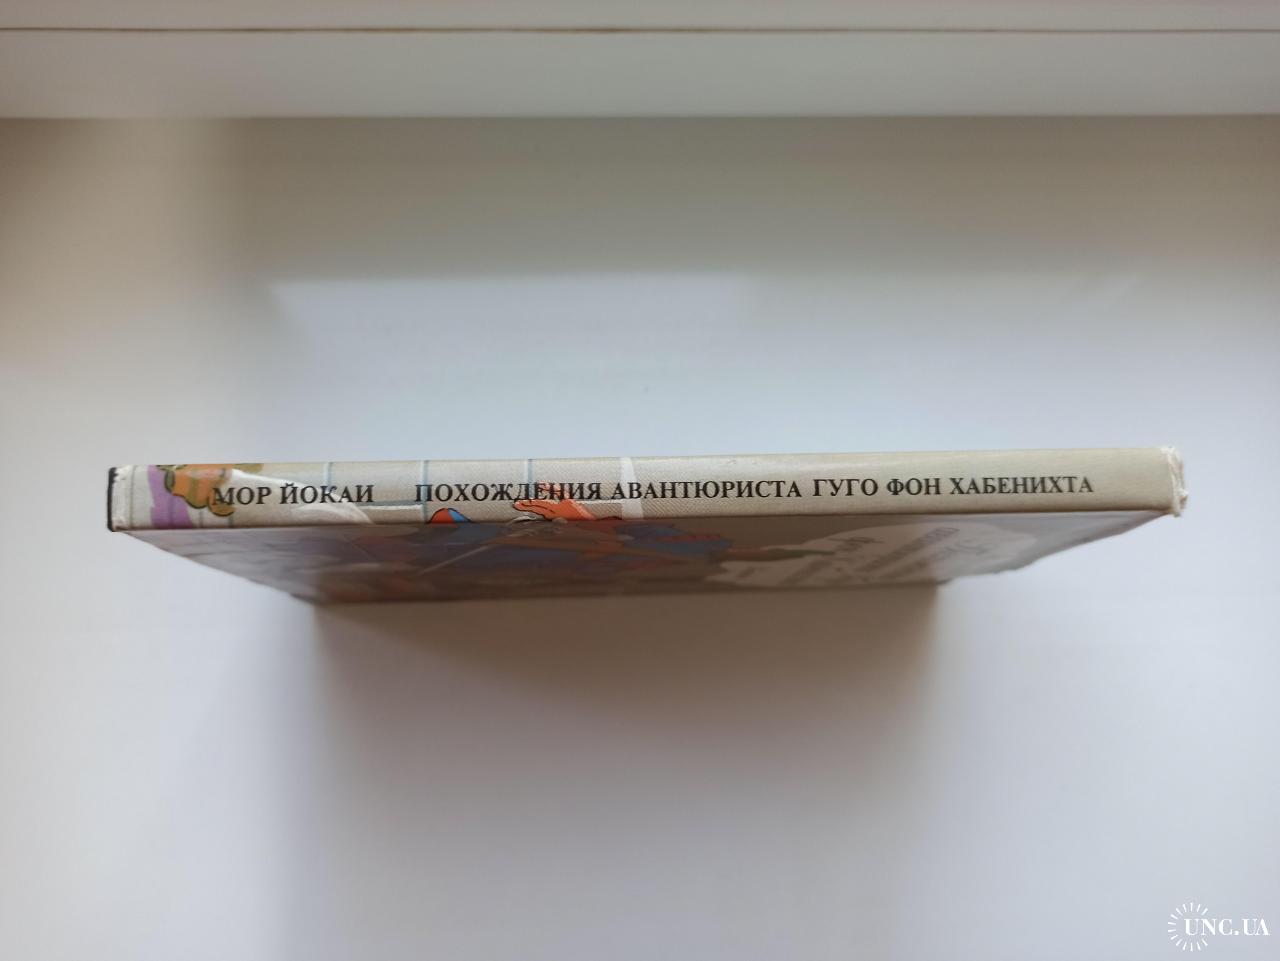 МОР ЙОКАИ ПОХОЖДЕНИЯ АВАНТЮРИСТА ГУГО ФОН ХАБЕНИХТА
UNC.UA